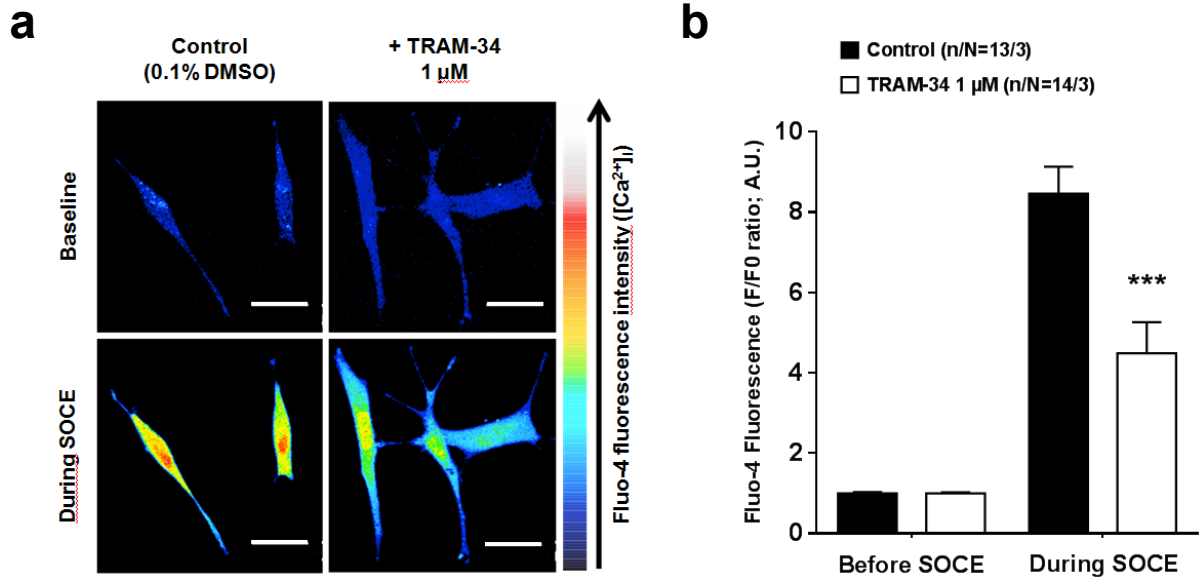 a
Control
(0.1% DMSO)
+ TRAM-34
1 µM
Baseline
During SOCE
Fluo-4 fluorescence intensity ([Ca²⁺]ᵢ)
b
Control (n/N=13/3)
TRAM-34 1 µM (n/N=14/3)
Fluo-4 Fluorescence (F/F0 ratio; A.U.)
10
8
6
4
2
0
***
Before SOCE
During SOCE